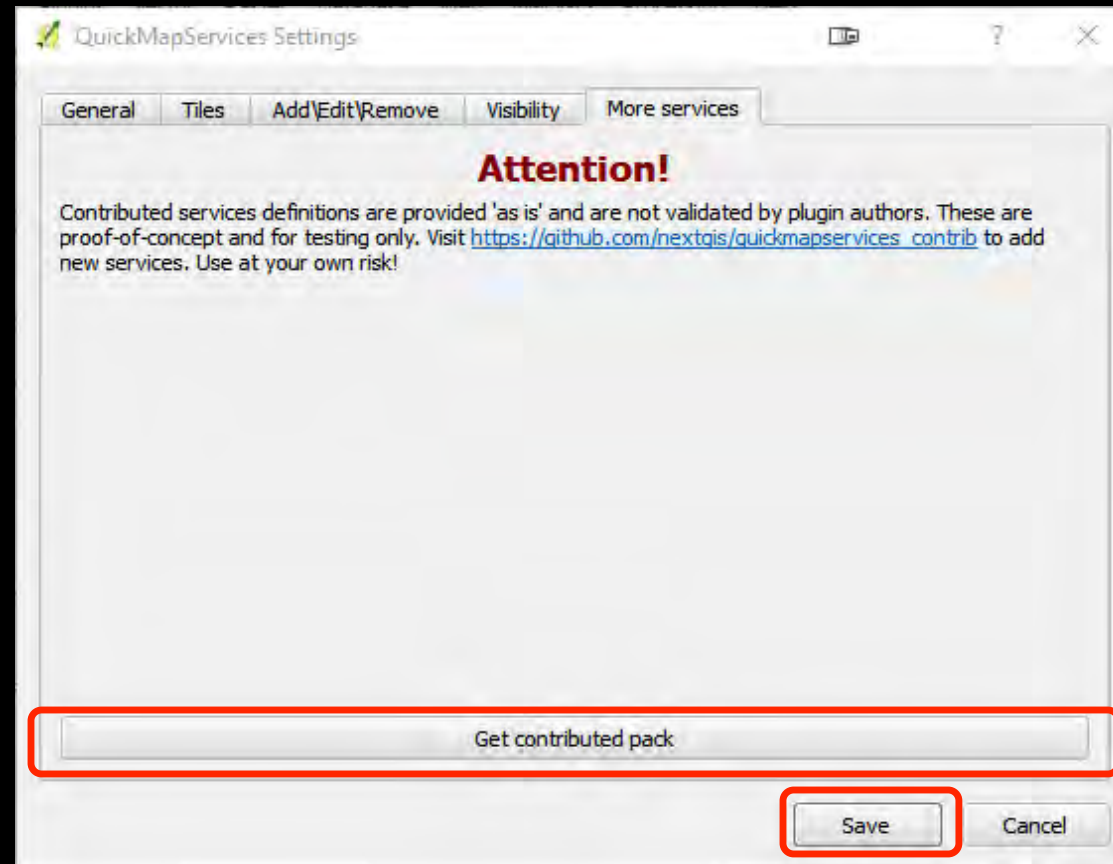 QuickMapServices Settings
?
General Tiles Add\Edit\Remove Visibility More services
Attention!
Contributed services definitions are provided 'as is' and are not validated by plugin authors. These are
proof-of-concept and for testing only. Visit https://github.com/nextgis/quickmapservices_contrib to add
new services. Use at your own risk!
Get contributed pack
Save Cancel